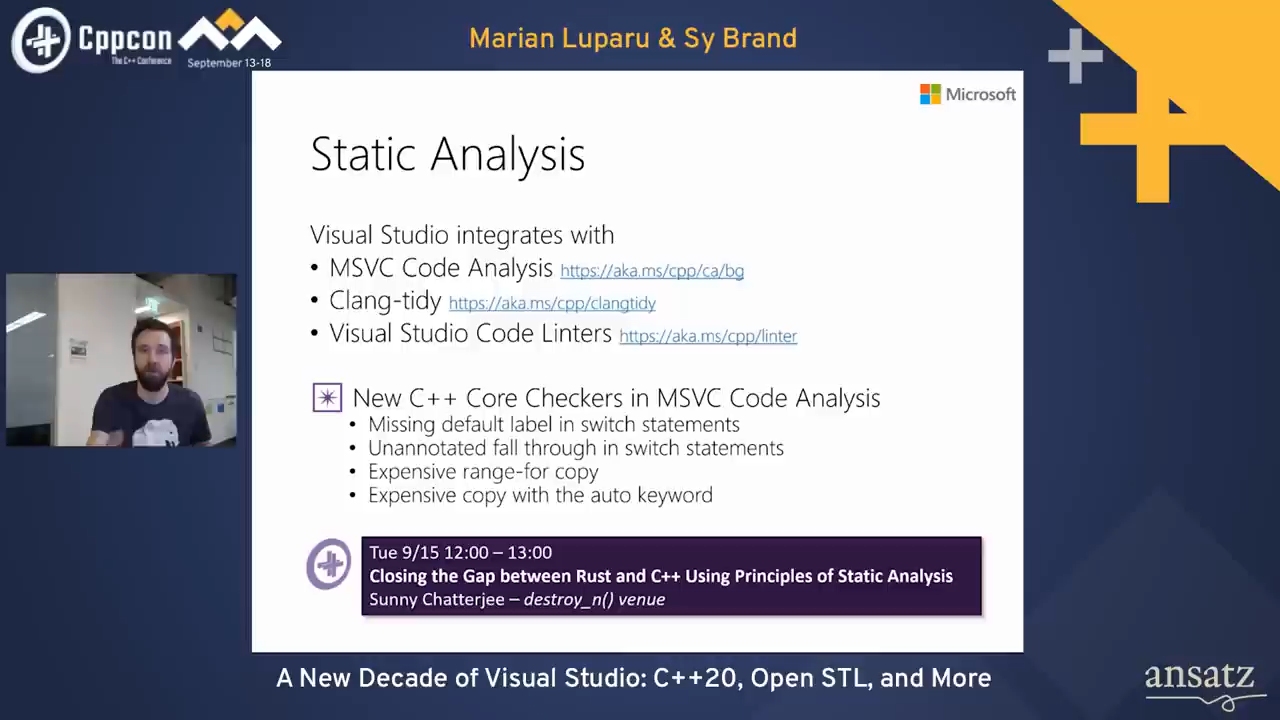 Cppcon
The C++ Conference
September 13-18
Marian Luparu & Sy Brand
Microsoft
Static Analysis
Visual Studio integrates with
• MSVC Code Analysis https://aka.ms/cpp/ca/bg
• Clang-tidy https://aka.ms/cpp/clangtidy
• Visual Studio Code Linters https://aka.ms/cpp/linter
New C++ Core Checkers in MSVC Code Analysis
• Missing default label in switch statements
• Unannotated fall through in switch statements
• Expensive range-for copy
• Expensive copy with the auto keyword
Tue 9/15 12:00 – 13:00
Closing the Gap between Rust and C++ Using Principles of Static Analysis
Sunny Chatterjee – destroy_n() venue
A New Decade of Visual Studio: C++20, Open STL, and More
ansatz